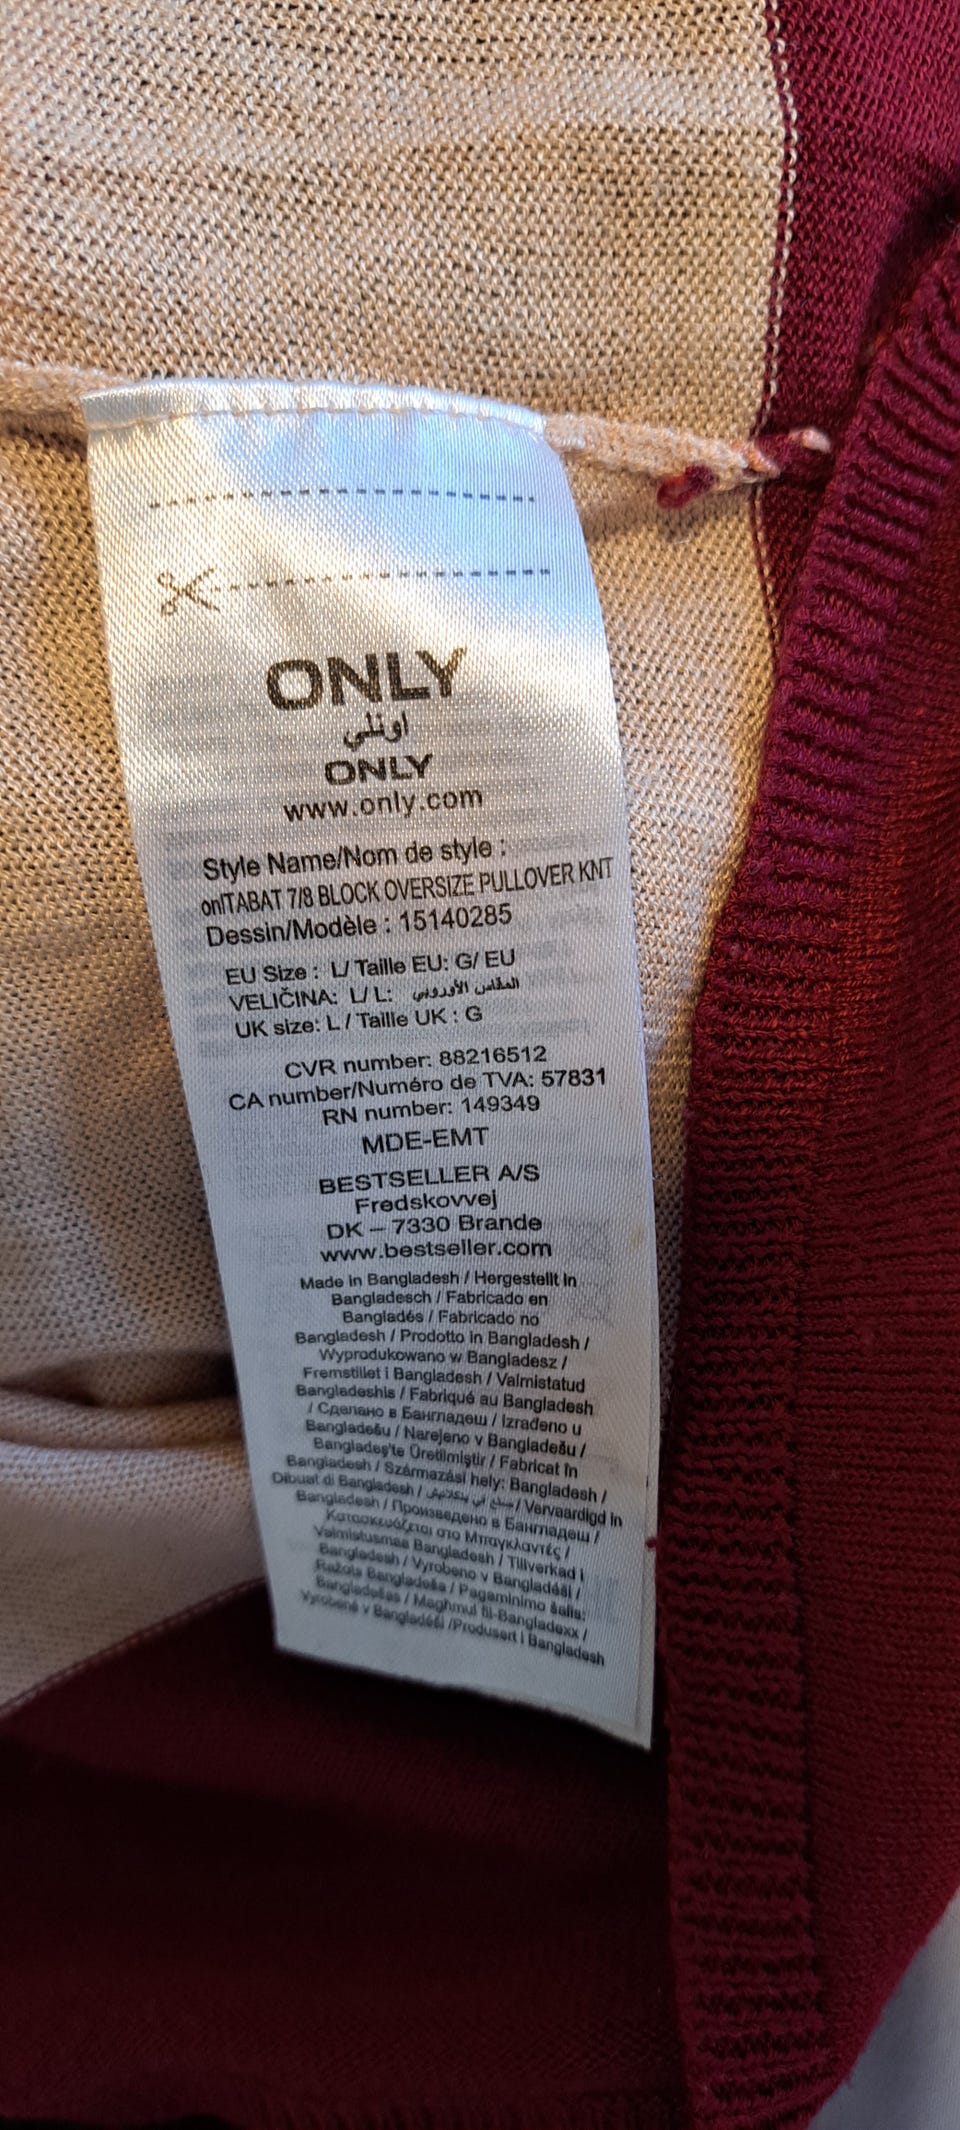 ONLY
اونلي
ONLY
www.only.com
Style Name/Nom de style :
onlTABAT 7/8 BLOCK OVERSIZE PULLOVER KNT
Dessin/Modèle : 15140285
EU Size : L/ Taille EU: G/ EU
VELIČINA: L/ L: المقاس الأوروبي
UK size: L / Taille UK : G
CVR number: 88216512
CA number/Numéro de TVA: 57831
RN number: 149349
MDE-EMT
BESTSELLER A/S
Fredskovvej
DK – 7330 Brande
www.bestseller.com
Made in Bangladesh / Hergestellt in
Bangladesch / Fabricado en
Bangladés / Fabricado no
Bangladesh / Prodotto in Bangladesh /
Wyprodukowano w Bangladesz /
Fremstillet i Bangladesh / Valmistatud
Bangladeshis / Fabriqué au Bangladesh
/ Сделано в Бангладеш / Izrađeno u
Bangladešu / Narejeno v Bangladešu /
Bangladeş'te Üretilmiştir / Fabricat în
Bangladesh / Származási hely: Bangladesh /
Dibuat di Bangladesh / صنع في بنكلاديش / Vervaardigd in
Bangladesh / Произведено в Бангладеш /
Κατασκευάζεται στο Μπαγκλαντές /
Valmistusmaa Bangladesh / Tillverkad i
Bangladesh / Vyrobeno v Bangladéši /
Ražots Bangladeša / Pagaminimo šalis:
Bangladešas / Maghmul fil-Bangladexx /
Vyrobené v Bangladéši /Produsert i Bangladesh